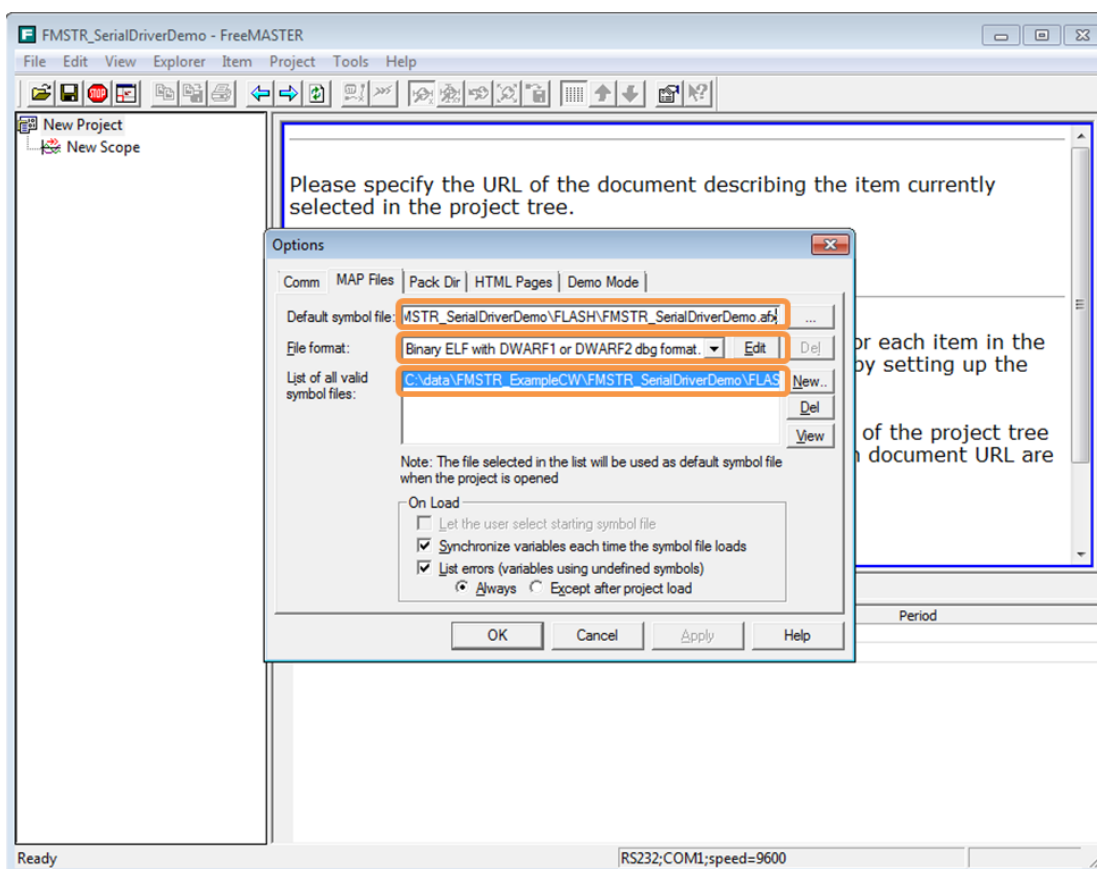 FMSTR_SerialDriverDemo - FreeMASTER
File Edit View Explorer Item Project Tools Help
New Project
New Scope
Please specify the URL of the document describing the item currently
selected in the project tree.
Options
Comm MAP Files Pack Dir HTML Pages Demo Mode
Default symbol file: MSTR_SerialDriverDemo\FLASH\FMSTR_SerialDriverDemo.afx ...
File format: Binary ELF with DWARF1 or DWARF2 dbg format. Edit Del
or each item in the
by setting up the
List of all valid
symbol files:
C:\data\FMSTR_ExampleCW\FMSTR_SerialDriverDemo\FLAS New..
Del
View
of the project tree
document URL are
Note: The file selected in the list will be used as default symbol file
when the project is opened
On Load
Let the user select starting symbol file
Synchronize variables each time the symbol file loads
List errors (variables using undefined symbols)
Always Except after project load
OK Cancel Apply Help
Period
Ready RS232;COM1;speed=9600